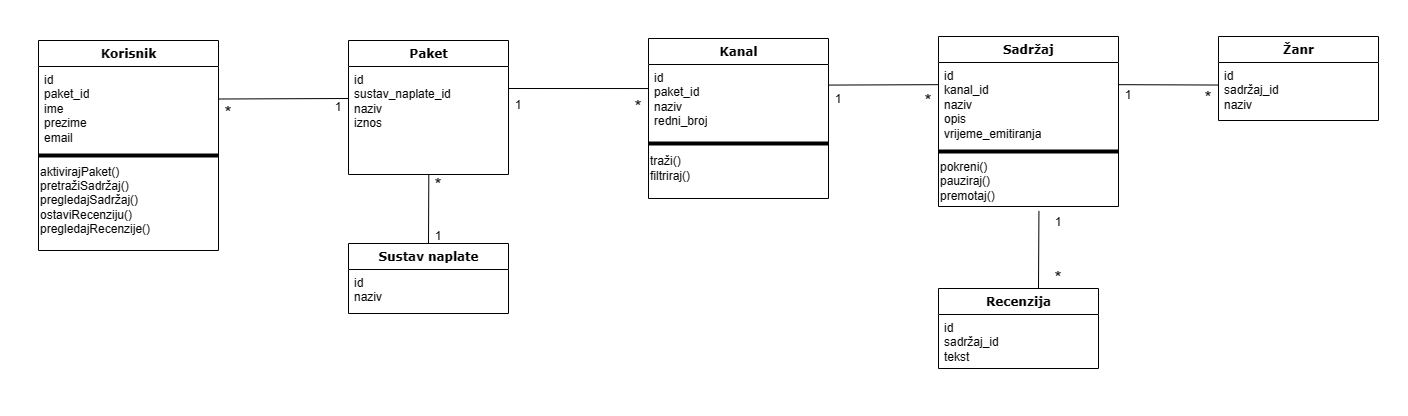 Korisnik
id
paket_id
ime
prezime
email
aktivirajPaket()
pretražiSadržaj()
pregledajSadržaj()
ostaviRecenziju()
pregledajRecenzije()
*
1
Paket
id
sustav_naplate_id
naziv
iznos
*
1
Sustav naplate
id
naziv
1
*
Kanal
id
paket_id
naziv
redni_broj
traži()
filtriraj()
1
*
Sadržaj
id
kanal_id
naziv
opis
vrijeme_emitiranja
pokreni()
pauziraj()
premotaj()
1
*
Recenzija
id
sadržaj_id
tekst
1
*
Žanr
id
sadržaj_id
naziv